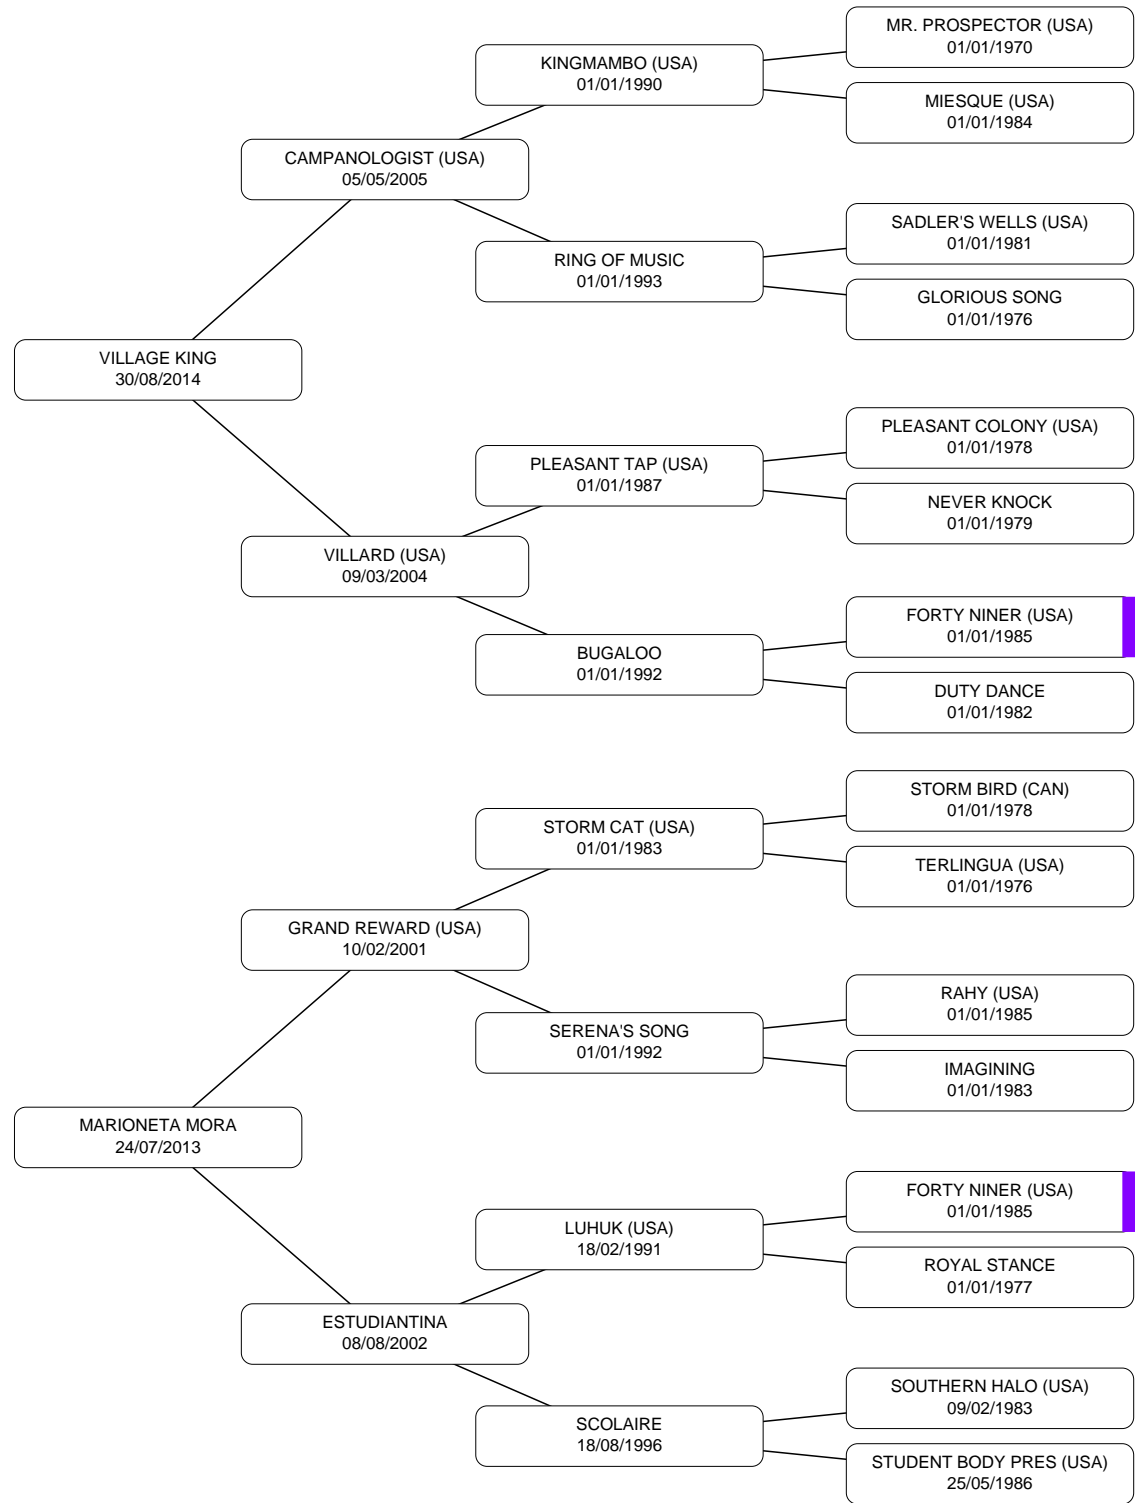 MR. PROSPECTOR (USA)
01/01/1970
KINGMAMBO (USA)
01/01/1990
MIESQUE (USA)
01/01/1984
CAMPANOLOGIST (USA)
05/05/2005
SADLER'S WELLS (USA)
01/01/1981
RING OF MUSIC
01/01/1993
GLORIOUS SONG
01/01/1976
VILLAGE KING
30/08/2014
PLEASANT COLONY (USA)
01/01/1978
PLEASANT TAP (USA)
01/01/1987
NEVER KNOCK
01/01/1979
VILLARD (USA)
09/03/2004
FORTY NINER (USA)
01/01/1985
BUGALOO
01/01/1992
DUTY DANCE
01/01/1982
STORM BIRD (CAN)
01/01/1978
STORM CAT (USA)
01/01/1983
TERLINGUA (USA)
01/01/1976
GRAND REWARD (USA)
10/02/2001
RAHY (USA)
01/01/1985
SERENA'S SONG
01/01/1992
IMAGINING
01/01/1983
MARIONETA MORA
24/07/2013
FORTY NINER (USA)
01/01/1985
LUHUK (USA)
18/02/1991
ROYAL STANCE
01/01/1977
ESTUDIANTINA
08/08/2002
SOUTHERN HALO (USA)
09/02/1983
SCOLAIRE
18/08/1996
STUDENT BODY PRES (USA)
25/05/1986